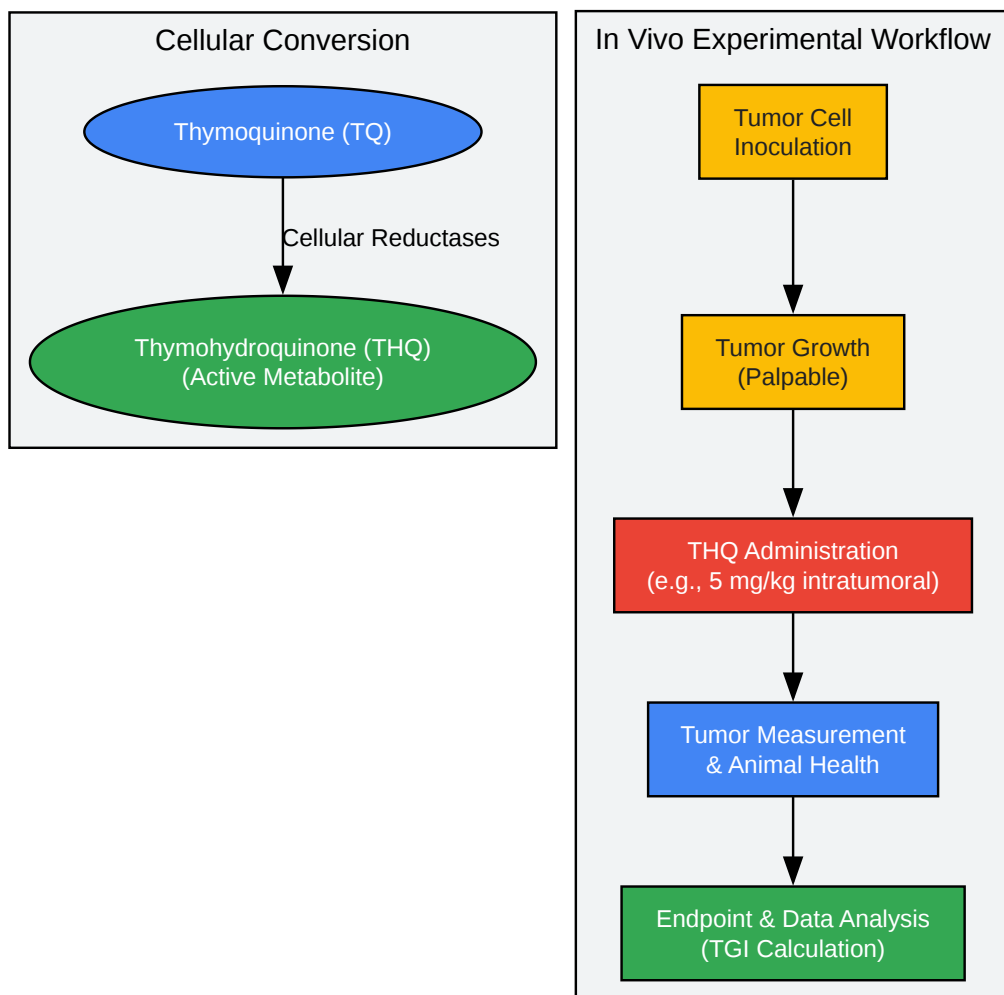 Cellular Conversion
Thymoquinone (TQ)
Cellular Reductases
Thymohydroquinone (THQ)
(Active Metabolite)
In Vivo Experimental Workflow
Tumor Cell
Inoculation
Tumor Growth
(Palpable)
THQ Administration
(e.g., 5 mg/kg intratumoral)
Tumor Measurement
& Animal Health
Endpoint & Data Analysis
(TGI Calculation)